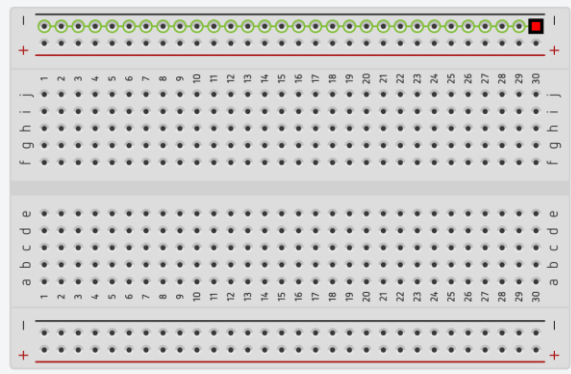 − −
+ +
1 2 3 4 5 6 7 8 9 10 11 12 13 14 15 16 17 18 19 20 21 22 23 24 25 26 27 28 29 30
j j
i i
h h
g g
f f
e e
d d
c c
b b
a a
1 2 3 4 5 6 7 8 9 10 11 12 13 14 15 16 17 18 19 20 21 22 23 24 25 26 27 28 29 30
− −
+ +